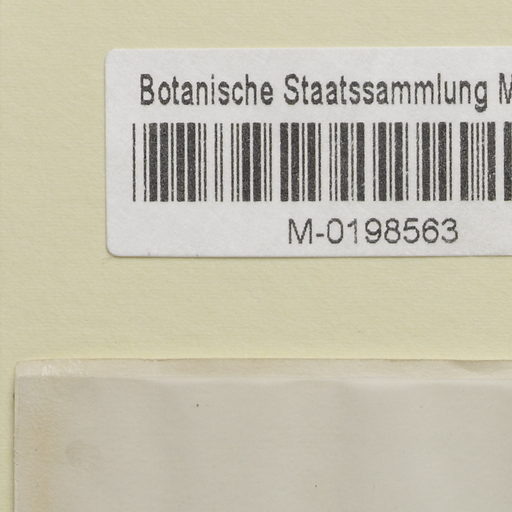 Botanische Staatssammlung M
M-0198563